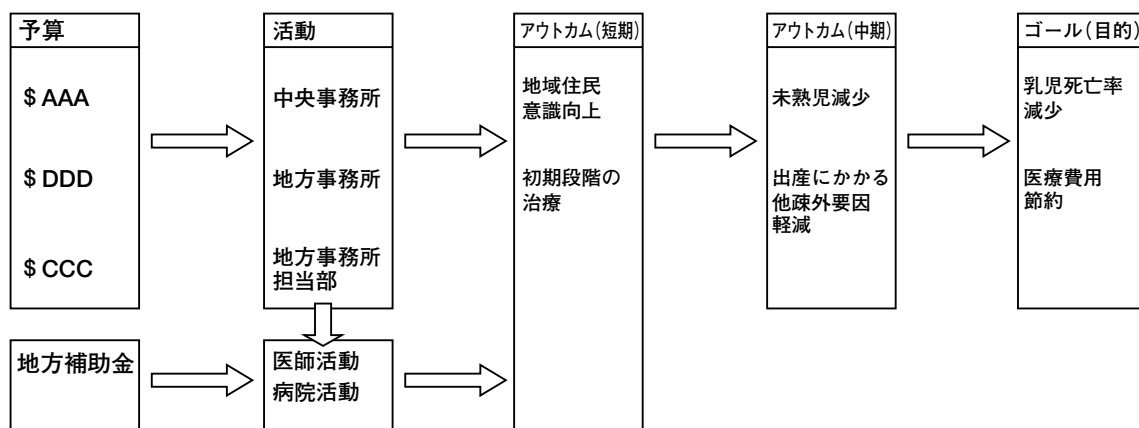 予算
$ AAA
$ DDD
$ CCC
地方補助金
活動
中央事務所
地方事務所
地方事務所
担当部
医師活動
病院活動
アウトカム(短期)
地域住民
意識向上
初期段階の
治療
アウトカム(中期)
未熟児減少
出産にかかる
他疎外要因
軽減
ゴール(目的)
乳児死亡率
減少
医療費用
節約